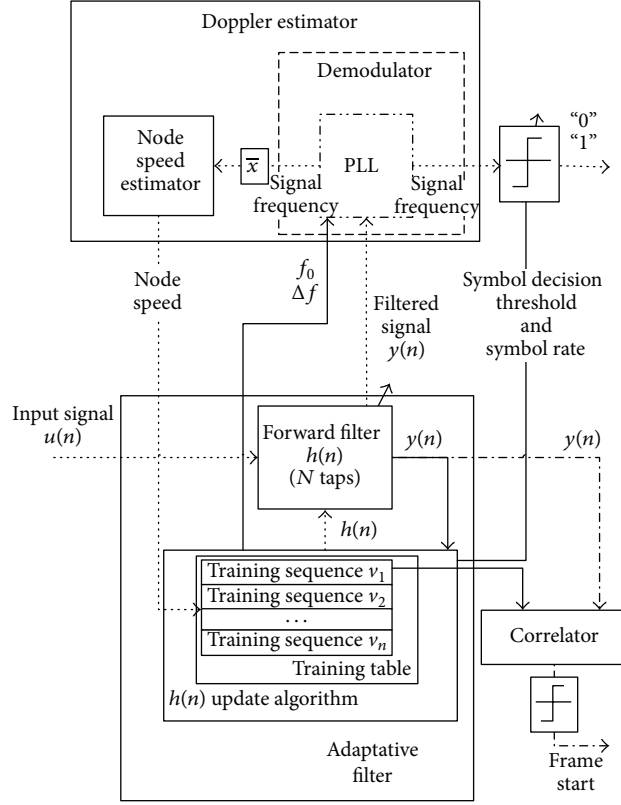 Doppler estimator
Demodulator
Node
speed
estimator
x̅
PLL
Signal
frequency
Signal
frequency
“0”
“1”
Node
speed
f0
Δf
Filtered
signal
y(n)
Symbol decision
threshold
and
symbol rate
Input signal
u(n)
Forward filter
h(n)
(N taps)
y(n)
y(n)
h(n)
Training sequence v1
Training sequence v2
...
Training sequence vn
Training table
h(n) update algorithm
Correlator
Adaptative
filter
Frame
start